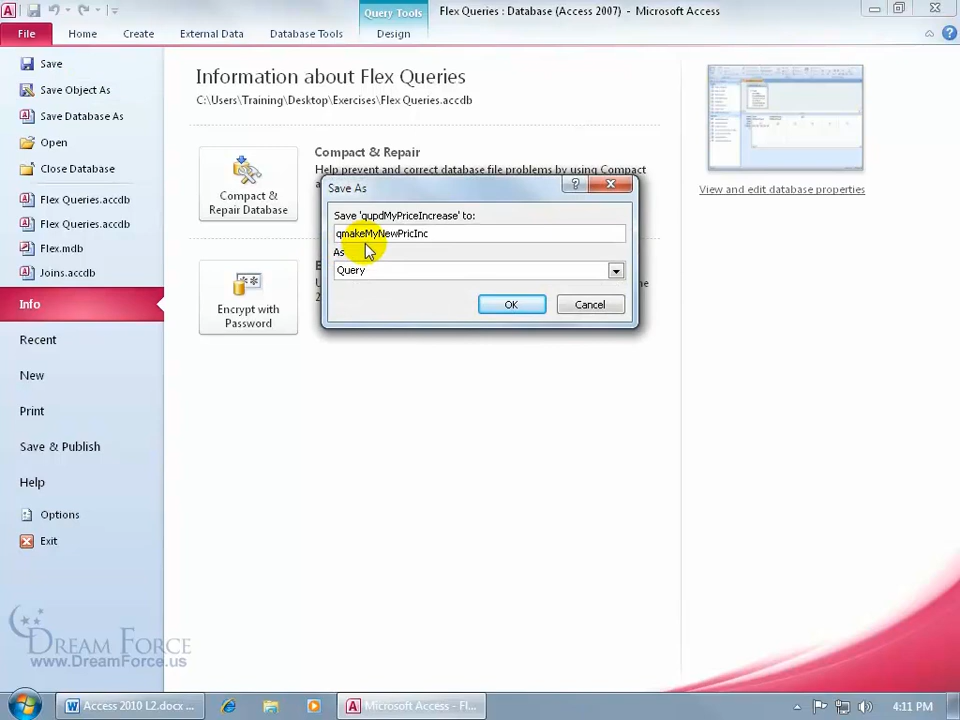 Query Tools
Flex Queries : Database (Access 2007) - Microsoft Access
File
Home
Create
External Data
Database Tools
Design
Save
Save Object As
Save Database As
Open
Close Database
Flex Queries.accdb
Flex Queries.accdb
Flex Queries.mdb
Joins.accdb
Info
Recent
New
Print
Save & Publish
Help
Options
Exit
Information about Flex Queries
C:\Users\Training\Desktop\Exercises\Flex Queries.accdb
Compact &
Repair Database
Compact & Repair
Help prevent and correct database file problems by using Compact
Encrypt with
Password
View and edit database properties
Save As
Save 'qupdMyPriceIncrease' to:
qmakeMyNewPricInc
As
Query
OK
Cancel
DREAM FORCE
www.DreamForce.us
Access 2010 L2.docx ...
Microsoft Access - Fl...
4:11 PM